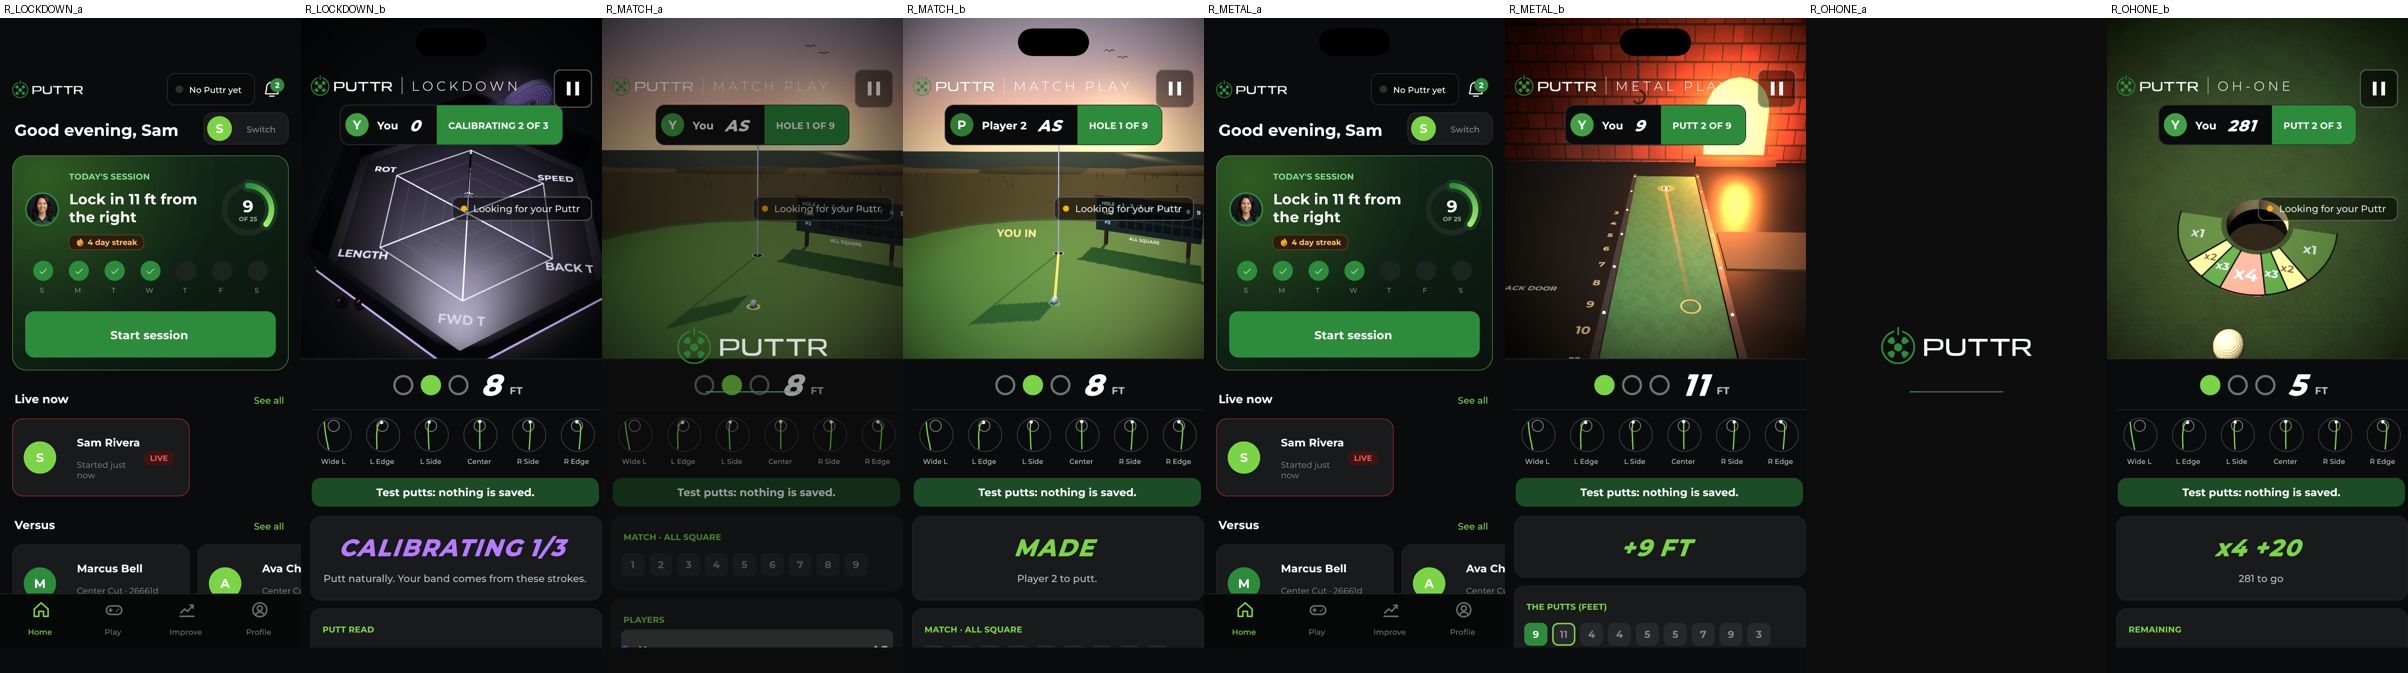 R_LOCKDOWN_a
PUTTR
No Puttr yet
2
Good evening, Sam
S
Switch
TODAY'S SESSION
Lock in 11 ft from
the right
9
OF 25
4 day streak
S M T W T F S
Start session
Live now
See all
S
Sam Rivera
Started just
now
LIVE
Versus
See all
M
Marcus Bell
Center Cut · 26661d
A
Ava Ch
Center Cu
Home
Play
Improve
Profile
R_LOCKDOWN_b
PUTTR | LOCKDOWN
Y You 0
CALIBRATING 2 OF 3
ROT
SPEED
Looking for your Puttr
LENGTH
BACK T
FWD T
8 FT
Wide L
L Edge
L Side
Center
R Side
R Edge
Test putts: nothing is saved.
CALIBRATING 1/3
Putt naturally. Your band comes from these strokes.
PUTT READ
R_MATCH_a
PUTTR | MATCH PLAY
Y You AS
HOLE 1 OF 9
Looking for your Puttr
ALL SQUARE
PUTTR
8 FT
Wide L
L Edge
L Side
Center
R Side
R Edge
Test putts: nothing is saved.
MATCH · ALL SQUARE
1 2 3 4 5 6 7 8 9
PLAYERS
R_MATCH_b
PUTTR | MATCH PLAY
P Player 2 AS
HOLE 1 OF 9
Looking for your Puttr
YOU IN
ALL SQUARE
8 FT
Wide L
L Edge
L Side
Center
R Side
R Edge
Test putts: nothing is saved.
MADE
Player 2 to putt.
MATCH · ALL SQUARE
R_METAL_a
PUTTR
No Puttr yet
2
Good evening, Sam
S
Switch
TODAY'S SESSION
Lock in 11 ft from
the right
9
OF 25
4 day streak
S M T W T F S
Start session
Live now
See all
S
Sam Rivera
Started just
now
LIVE
Versus
See all
M
Marcus Bell
Center Cut · 26661d
A
Ava Ch
Center Cu
Home
Play
Improve
Profile
R_METAL_b
PUTTR | METAL PLA
Y You 9
PUTT 2 OF 9
3
4
5
6
7
8
ACK DOOR
9
10
11 FT
Wide L
L Edge
L Side
Center
R Side
R Edge
Test putts: nothing is saved.
+9 FT
THE PUTTS (FEET)
9 11 4 4 5 5 7 9 3
R_OHONE_a
PUTTR
R_OHONE_b
PUTTR | OH-ONE
Y You 281
PUTT 2 OF 3
Looking for your Puttr
x1 x2 x3 x4 x3 x2 x1
5 FT
Wide L
L Edge
L Side
Center
R Side
R Edge
Test putts: nothing is saved.
x4 +20
281 to go
REMAINING